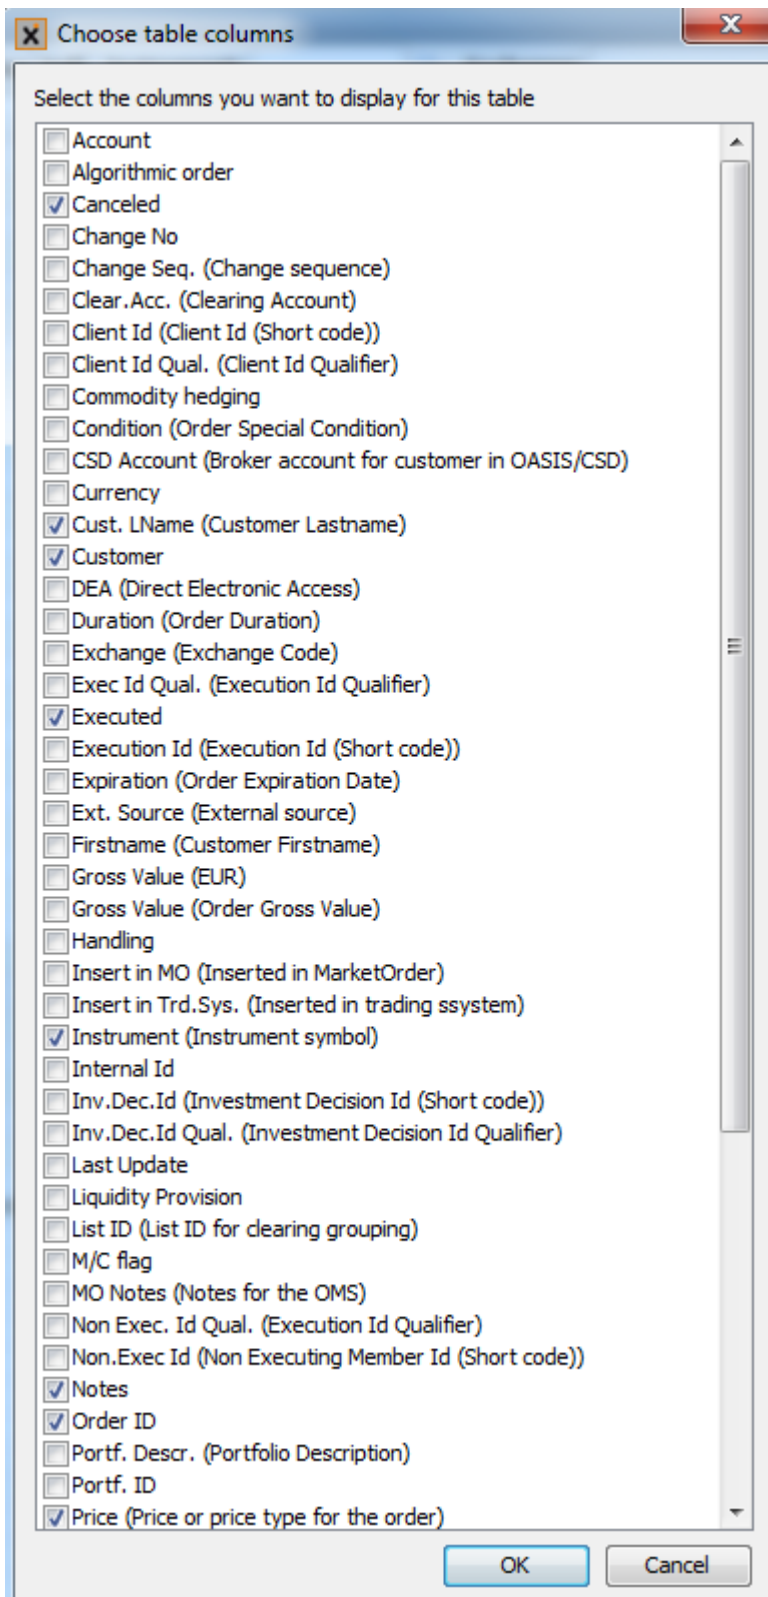 Choose table columns
Select the columns you want to display for this table
Account
Algorithmic order
Canceled
Change No
Change Seq. (Change sequence)
Clear.Acc. (Clearing Account)
Client Id (Client Id (Short code))
Client Id Qual. (Client Id Qualifier)
Commodity hedging
Condition (Order Special Condition)
CSD Account (Broker account for customer in OASIS/CSD)
Currency
Cust. LName (Customer Lastname)
Customer
DEA (Direct Electronic Access)
Duration (Order Duration)
Exchange (Exchange Code)
Exec Id Qual. (Execution Id Qualifier)
Executed
Execution Id (Execution Id (Short code))
Expiration (Order Expiration Date)
Ext. Source (External source)
Firstname (Customer Firstname)
Gross Value (EUR)
Gross Value (Order Gross Value)
Handling
Insert in MO (Inserted in MarketOrder)
Insert in Trd.Sys. (Inserted in trading ssystem)
Instrument (Instrument symbol)
Internal Id
Inv.Dec.Id (Investment Decision Id (Short code))
Inv.Dec.Id Qual. (Investment Decision Id Qualifier)
Last Update
Liquidity Provision
List ID (List ID for clearing grouping)
M/C flag
MO Notes (Notes for the OMS)
Non Exec. Id Qual. (Execution Id Qualifier)
Non.Exec Id (Non Executing Member Id (Short code))
Notes
Order ID
Portf. Descr. (Portfolio Description)
Portf. ID
Price (Price or price type for the order)
OK Cancel